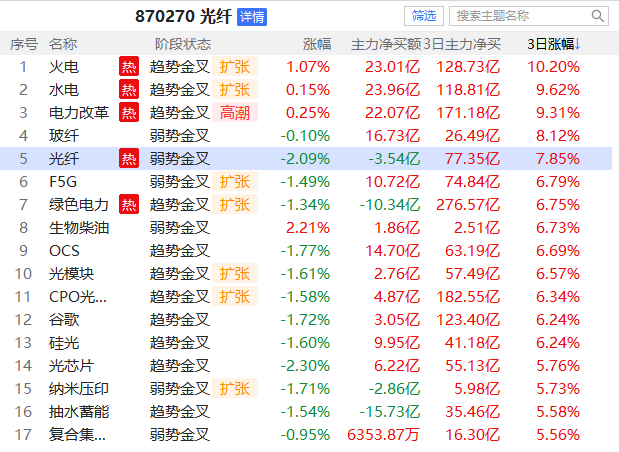 870270 光纤 详情 筛选 搜索主题名称
序号 名称 阶段状态 涨幅 主力净买额 3日主力净买 3日涨幅↓
1 火电 热 趋势金叉 扩张 1.07% 23.01亿 128.73亿 10.20%
2 水电 热 趋势金叉 扩张 0.15% 23.96亿 118.81亿 9.62%
3 电力改革 热 趋势金叉 高潮 0.25% 22.07亿 171.18亿 9.31%
4 玻纤 弱势金叉 -0.10% 16.73亿 26.49亿 8.12%
5 光纤 热 弱势金叉 -2.09% -3.54亿 77.35亿 7.85%
6 F5G 弱势金叉 扩张 -1.49% 10.72亿 74.84亿 6.79%
7 绿色电力 热 趋势金叉 扩张 -1.34% -10.34亿 276.57亿 6.75%
8 生物柴油 弱势金叉 2.21% 1.86亿 2.51亿 6.73%
9 OCS 趋势金叉 -1.77% 14.70亿 63.19亿 6.69%
10 光模块 趋势金叉 扩张 -1.61% 2.76亿 57.49亿 6.57%
11 CPO光... 趋势金叉 扩张 -1.58% 4.87亿 182.55亿 6.34%
12 谷歌 趋势金叉 -1.72% 3.05亿 123.40亿 6.24%
13 硅光 趋势金叉 -1.60% 9.95亿 41.18亿 6.24%
14 光芯片 趋势金叉 -2.30% 6.22亿 55.13亿 5.76%
15 纳米压印 弱势金叉 扩张 -1.71% -2.86亿 5.98亿 5.73%
16 抽水蓄能 趋势金叉 -1.54% -15.73亿 35.46亿 5.58%
17 复合集... 弱势金叉 -0.95% 6353.87万 16.30亿 5.56%